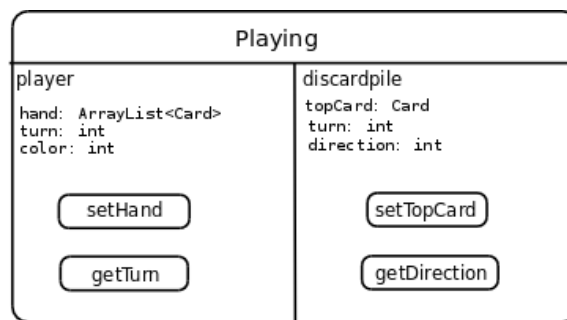 Playing
player
hand: ArrayList<Card>
turn: int
color: int
setHand
getTurn
discardpile
topCard: Card
turn: int
direction: int
setTopCard
getDirection